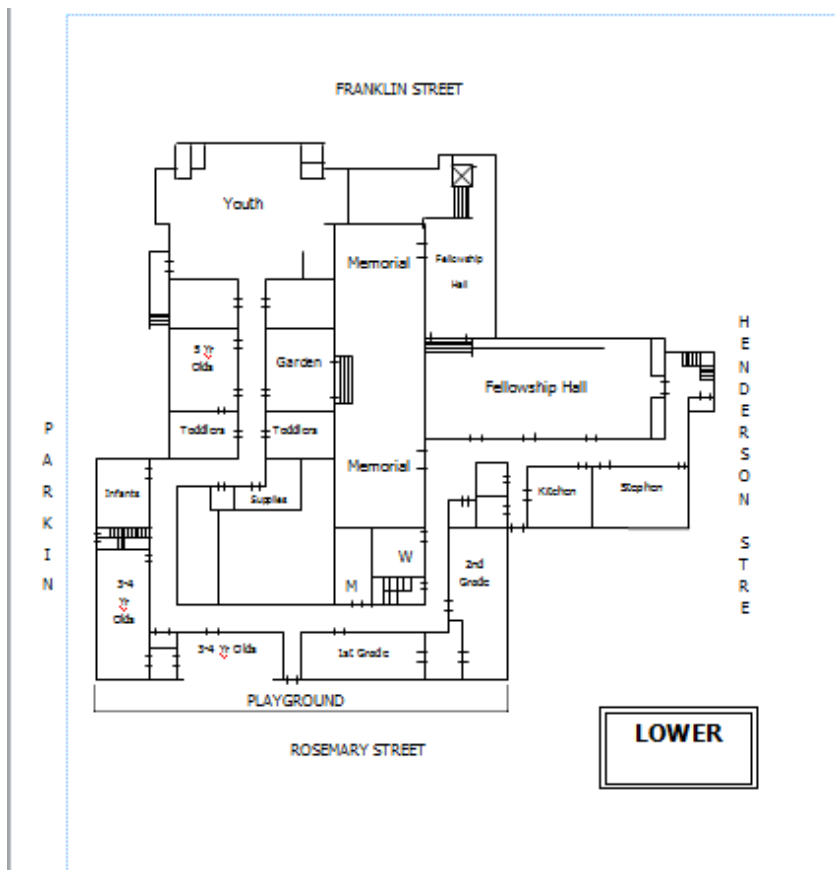 FRANKLIN STREET
Youth
Memorial
Fellowship
Hall
5 Yr
Olds
Garden
Fellowship Hall
Toddlers
Toddlers
Memorial
Infants
Supplies
Kitchen
Stephen
3-4
Yr
Olds
M
W
2nd
Grade
3-4 Yr Olds
1st Grade
PLAYGROUND
ROSEMARY STREET
P
A
R
K
I
N
H
E
N
D
E
R
S
O
N
S
T
R
E
LOWER